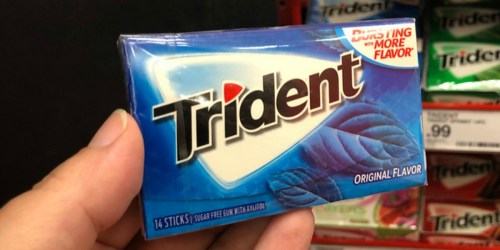 BURSTING
WITH MORE
FLAVOR*
Trident
ORIGINAL FLAVOR
14 STICKS | SUGAR FREE GUM WITH XYLITOL
Trident
TRIDENT
99
Trident
Trident